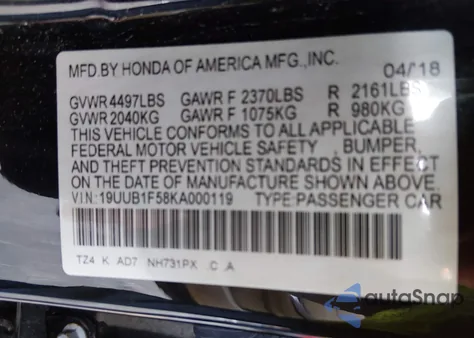 MFD.BY HONDA OF AMERICA MFG.,INC. 04/18
GVWR 4497LBS GAWR F 2370LBS R 2161LBS
GVWR 2040KG GAWR F 1075KG R 980KG
THIS VEHICLE CONFORMS TO ALL APPLICABLE
FEDERAL MOTOR VEHICLE SAFETY , BUMPER,
AND THEFT PREVENTION STANDARDS IN EFFECT
ON THE DATE OF MANUFACTURE SHOWN ABOVE.
VIN: 19UUB1F58KA000119 TYPE:PASSENGER CAR
TZ4 K AD7 NH731PX .C .A
autoSnap